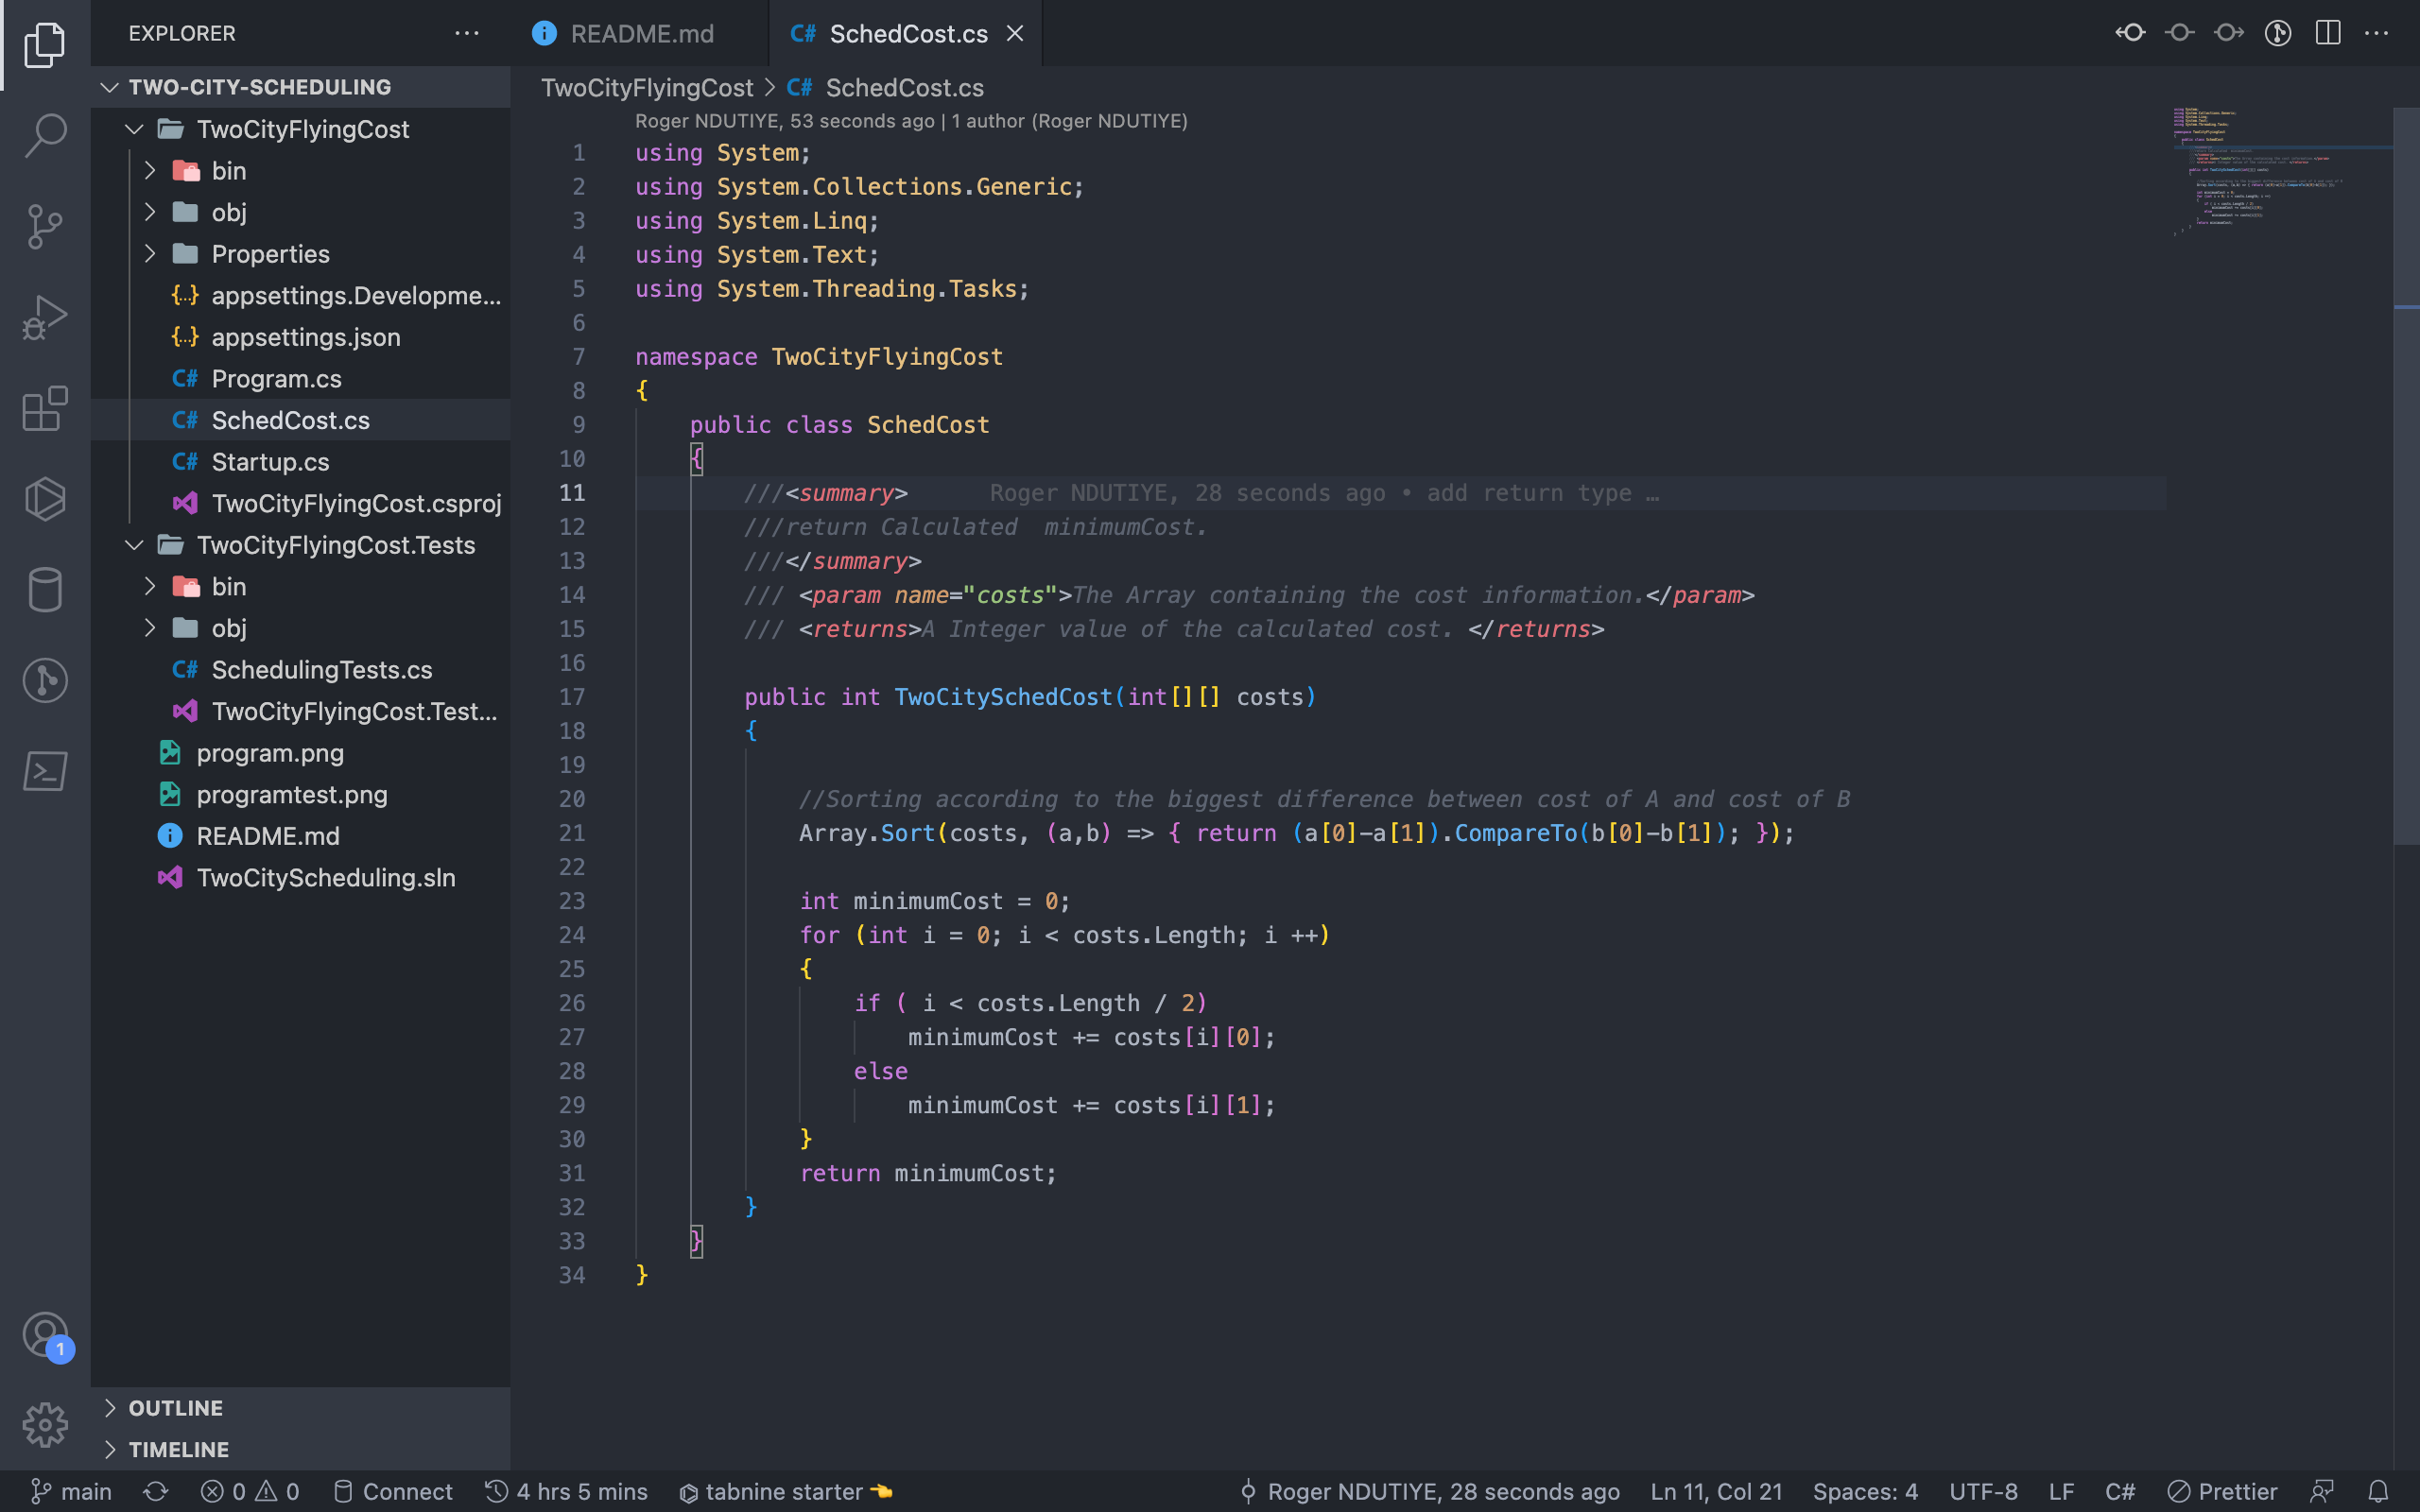 EXPLORER
TWO-CITY-SCHEDULING
TwoCityFlyingCost
bin
obj
Properties
appsettings.Developme...
appsettings.json
C# Program.cs
C# SchedCost.cs
C# Startup.cs
TwoCityFlyingCost.csproj
TwoCityFlyingCost.Tests
bin
obj
C# SchedulingTests.cs
TwoCityFlyingCost.Test...
program.png
programtest.png
README.md
TwoCityScheduling.sln
1
OUTLINE
TIMELINE
README.md
C# SchedCost.cs
TwoCityFlyingCost > C# SchedCost.cs
Roger NDUTIYE, 53 seconds ago | 1 author (Roger NDUTIYE)
1 using System;
2 using System.Collections.Generic;
3 using System.Linq;
4 using System.Text;
5 using System.Threading.Tasks;
6
7 namespace TwoCityFlyingCost
8 {
9 public class SchedCost
10 {
11 ///<summary> Roger NDUTIYE, 28 seconds ago • add return type …
12 ///return Calculated  minimumCost.
13 ///</summary>
14 /// <param name="costs">The Array containing the cost information.</param>
15 /// <returns>A Integer value of the calculated cost. </returns>
16
17 public int TwoCitySchedCost(int[][] costs)
18 {
19
20 //Sorting according to the biggest difference between cost of A and cost of B
21 Array.Sort(costs, (a,b) => { return (a[0]-a[1]).CompareTo(b[0]-b[1]); });
22
23 int minimumCost = 0;
24 for (int i = 0; i < costs.Length; i ++)
25 {
26 if ( i < costs.Length / 2)
27 minimumCost += costs[i][0];
28 else
29 minimumCost += costs[i][1];
30 }
31 return minimumCost;
32 }
33 }
34 }
main 0 0 Connect 4 hrs 5 mins tabnine starter Roger NDUTIYE, 28 seconds ago Ln 11, Col 21 Spaces: 4 UTF-8 LF C# Prettier